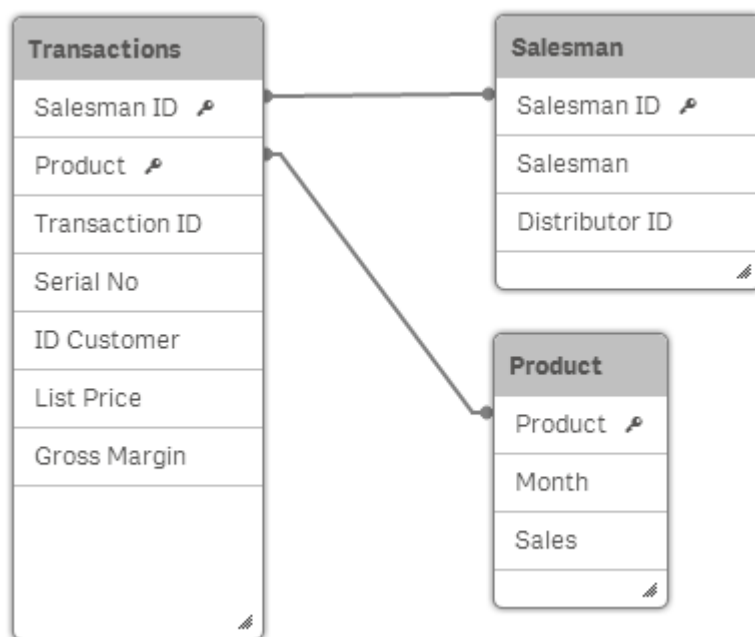 Transactions
Salesman ID
Product
Transaction ID
Serial No
ID Customer
List Price
Gross Margin
Salesman
Salesman ID
Salesman
Distributor ID
Product
Product
Month
Sales